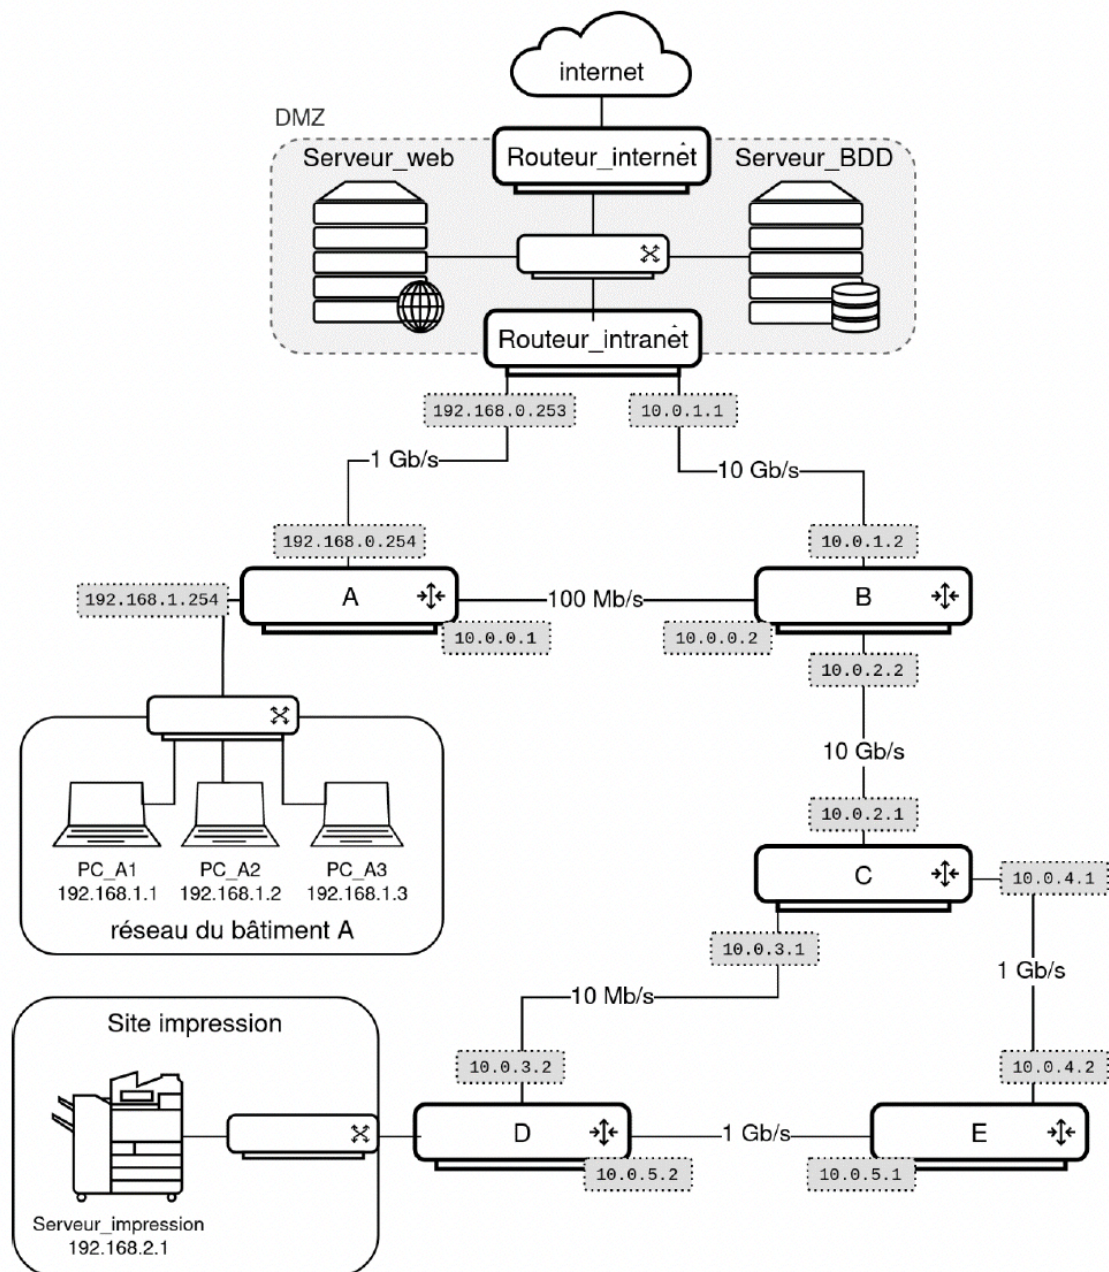 internet
DMZ
Serveur_web
Routeur_internet
Serveur_BDD
Routeur_intranet
192.168.0.253
10.0.1.1
1 Gb/s
10 Gb/s
192.168.0.254
10.0.1.2
192.168.1.254
A
100 Mb/s
B
10.0.0.1
10.0.0.2
10.0.2.2
10 Gb/s
10.0.2.1
PC_A1
192.168.1.1
PC_A2
192.168.1.2
PC_A3
192.168.1.3
réseau du bâtiment A
C
10.0.4.1
10.0.3.1
1 Gb/s
10 Mb/s
Site impression
10.0.3.2
10.0.4.2
D
1 Gb/s
E
10.0.5.2
10.0.5.1
Serveur_impression
192.168.2.1